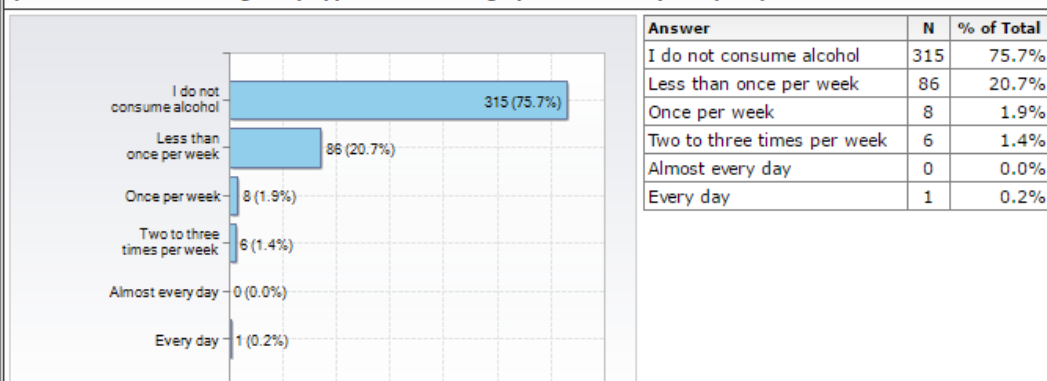 I do not
consume alcohol
315 (75.7%)
Less than
once per week
86 (20.7%)
Once per week
8 (1.9%)
Two to three
times per week
6 (1.4%)
Almost every day
0 (0.0%)
Every day
1 (0.2%)
Answer N % of Total
I do not consume alcohol 315 75.7%
Less than once per week 86 20.7%
Once per week 8 1.9%
Two to three times per week 6 1.4%
Almost every day 0 0.0%
Every day 1 0.2%